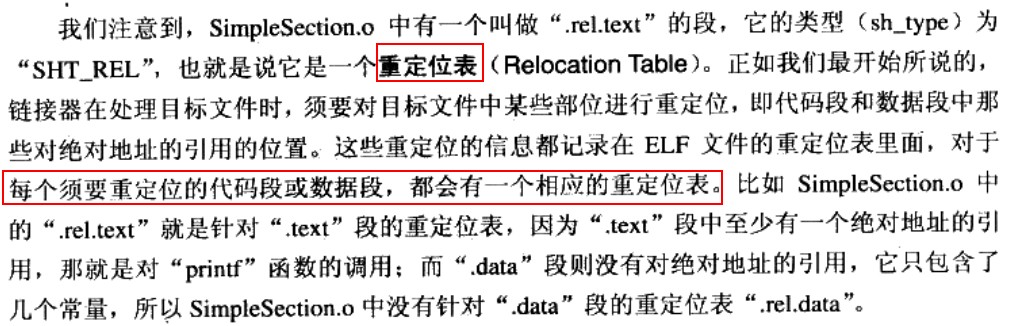 我们注意到，SimpleSection.o 中有一个叫做“.rel.text”的段，它的类型（sh_type）为
“SHT_REL”，也就是说它是一个重定位表（Relocation Table）。正如我们最开始所说的，
链接器在处理目标文件时，须要对目标文件中某些部位进行重定位，即代码段和数据段中那
些对绝对地址的引用的位置。这些重定位的信息都记录在 ELF 文件的重定位表里面，对于
每个须要重定位的代码段或数据段，都会有一个相应的重定位表。比如 SimpleSection.o 中
的“.rel.text”就是针对“.text”段的重定位表，因为“.text”段中至少有一个绝对地址的引
用，那就是对“printf”函数的调用；而“.data”段则没有对绝对地址的引用，它只包含了
几个常量，所以 SimpleSection.o 中没有针对“.data”段的重定位表“.rel.data”。